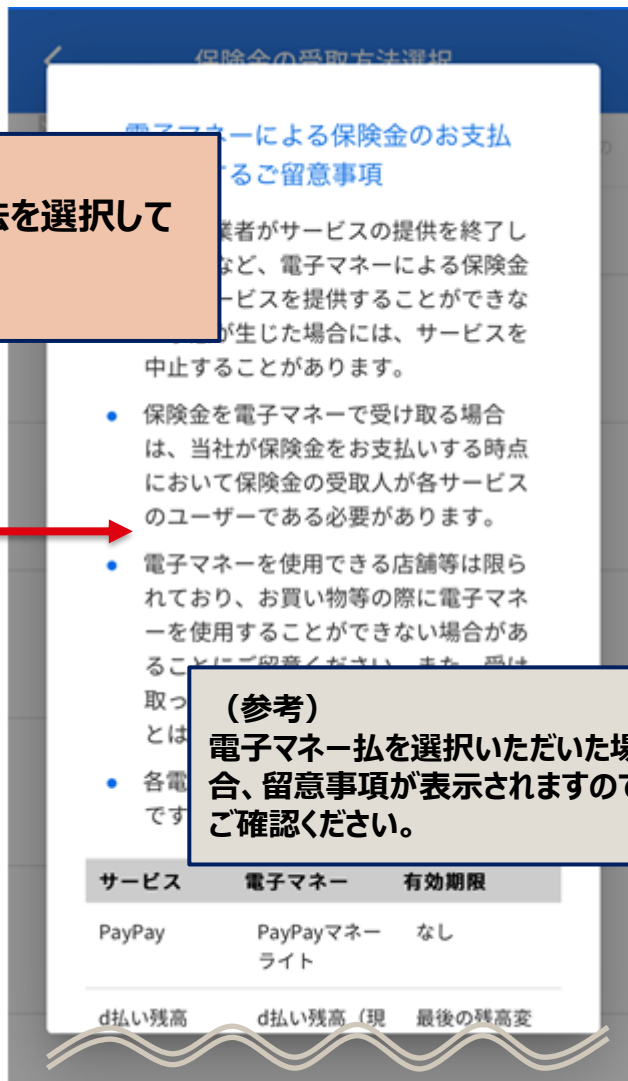 保険金の受取方法選択
電子マネーによる保険金のお支払
るご留意事項
法を選択して
業者がサービスの提供を終了し
など、電子マネーによる保険金
ービスを提供することができな
が生じた場合には、サービスを
中止することがあります。
• 保険金を電子マネーで受け取る場合
は、当社が保険金をお支払いする時点
において保険金の受取人が各サービス
のユーザーである必要があります。
• 電子マネーを使用できる店舗等は限ら
れており、お買い物等の際に電子マネ
ーを使用することができない場合があ
ることにご留意ください。また、受け
取っ
とは
• 各電
です
（参考）
電子マネー払を選択いただいた場
合、留意事項が表示されますので
ご確認ください。
サービス 電子マネー 有効期限
PayPay PayPayマネー なし
ライト
d払い残高 d払い残高（現 最後の残高変